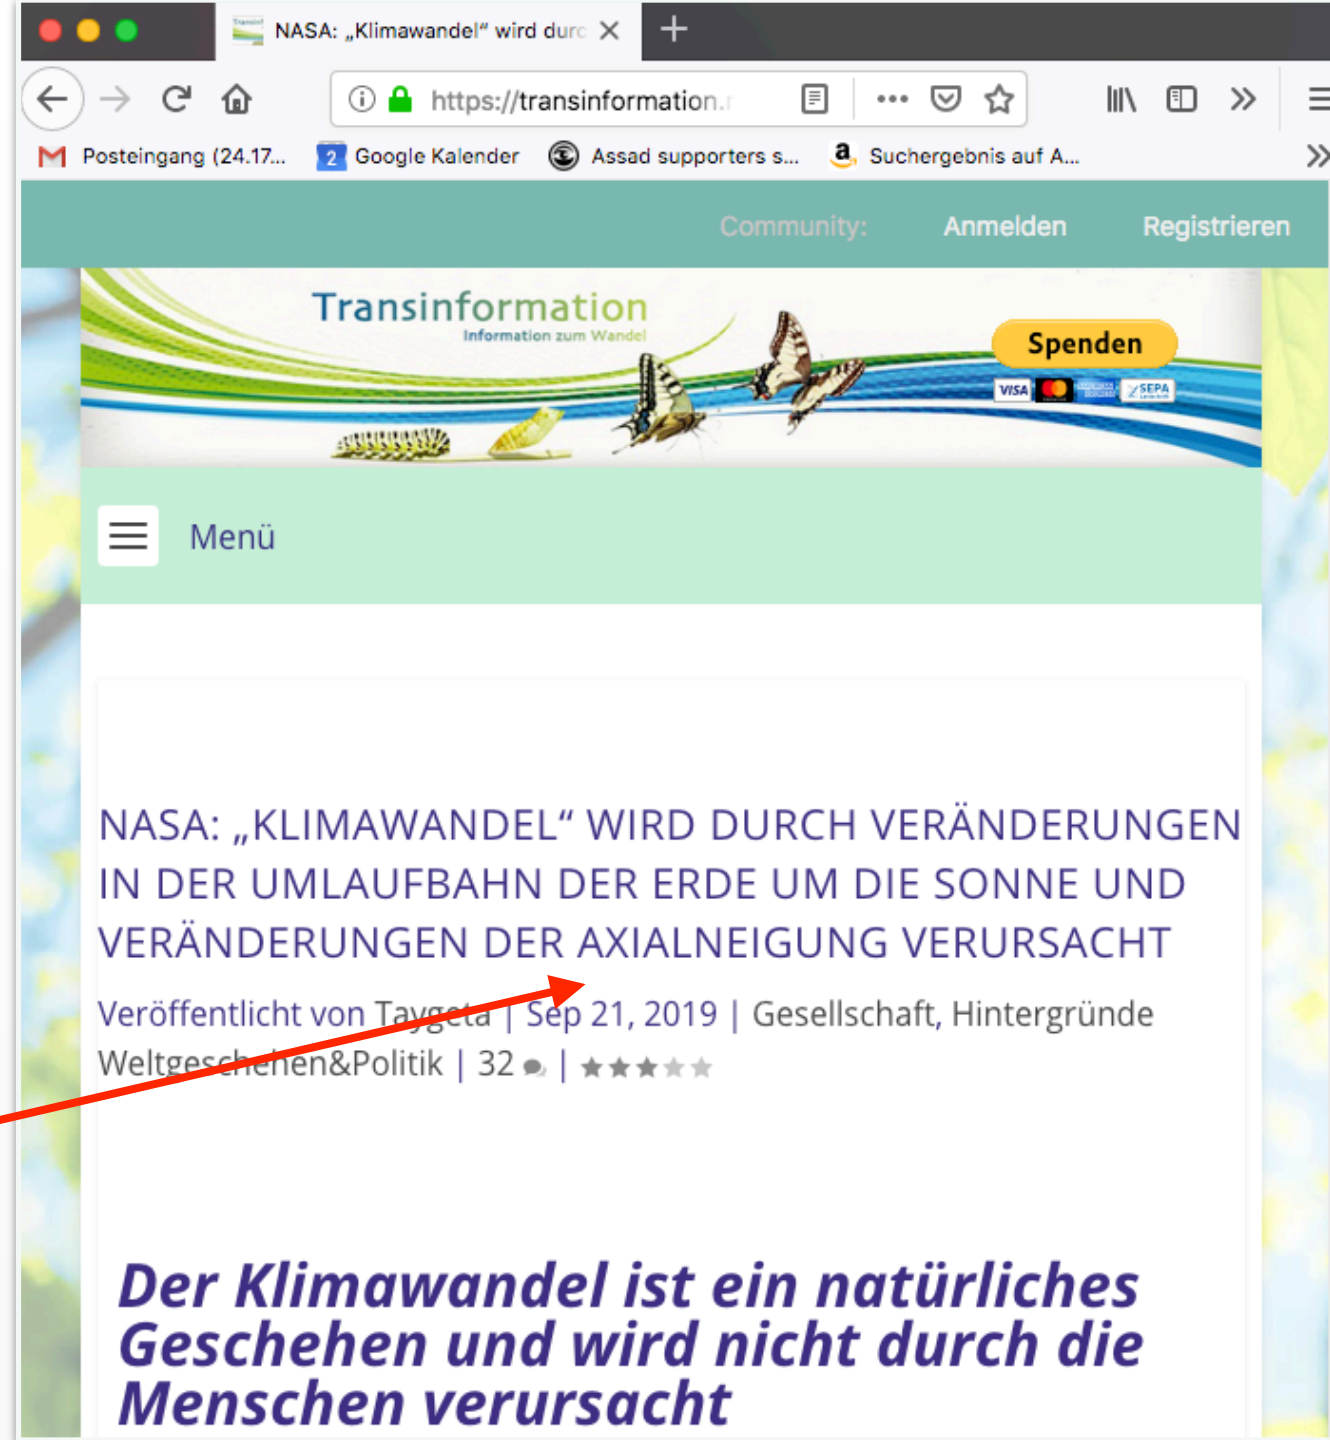 NASA: „Klimawandel“ wird durc
https://transinformation.
Posteingang (24.17... 2 Google Kalender Assad supporters s... a Suchergebnis auf A...
Community: Anmelden Registrieren
Transinformation
Information zum Wandel
Spenden
VISA SEPA
Menü
NASA: „KLIMAWANDEL“ WIRD DURCH VERÄNDERUNGEN
IN DER UMLAUFBAHN DER ERDE UM DIE SONNE UND
VERÄNDERUNGEN DER AXIALNEIGUNG VERURSACHT
Veröffentlicht von Taygeta | Sep 21, 2019 | Gesellschaft, Hintergründe
Weltgeschehen&Politik | 32 |
Der Klimawandel ist ein natürliches
Geschehen und wird nicht durch die
Menschen verursacht